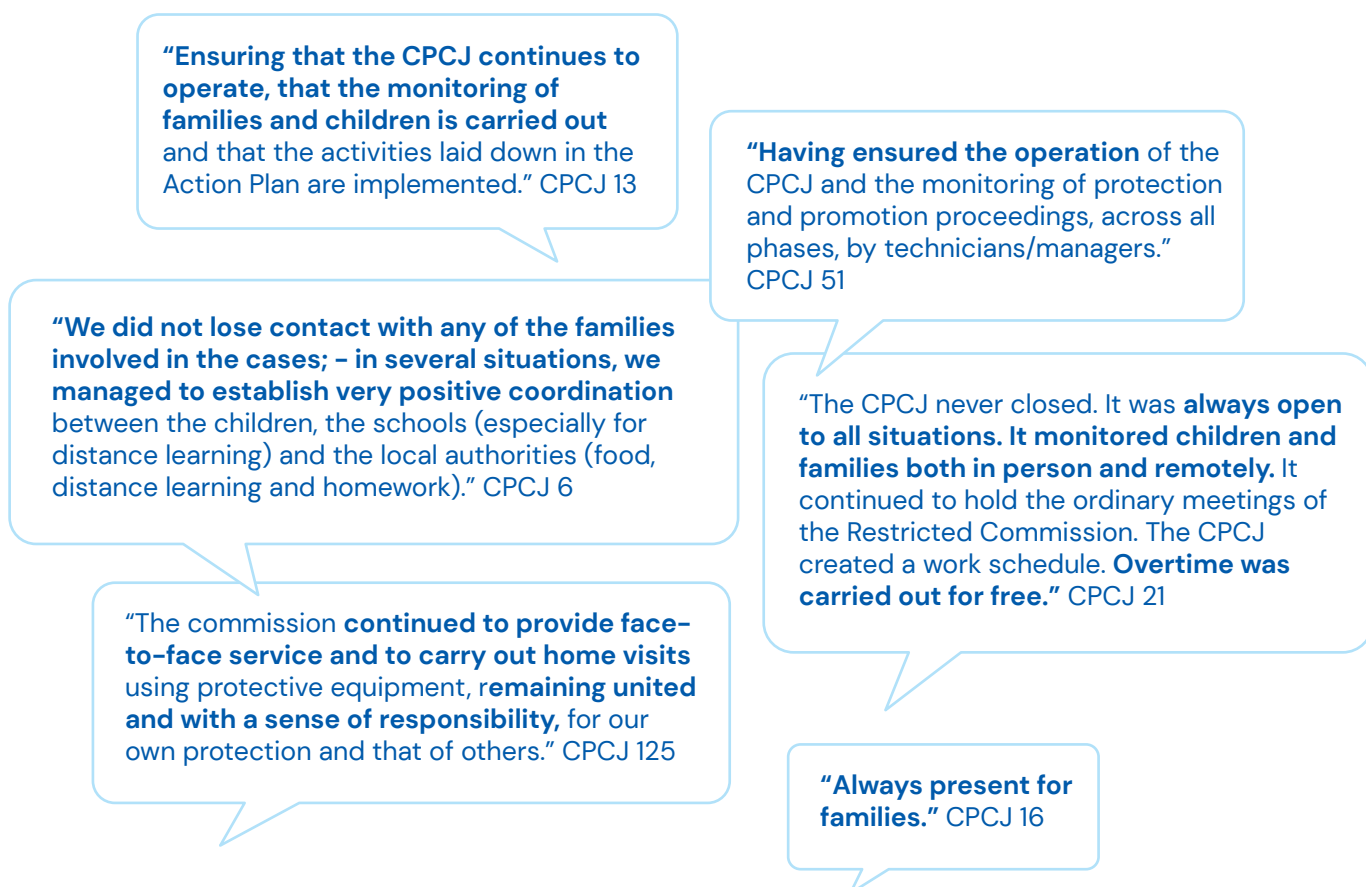 “Ensuring that the CPCJ continues to
operate, that the monitoring of
families and children is carried out
and that the activities laid down in the
Action Plan are implemented.” CPCJ 13
“Having ensured the operation of the
CPCJ and the monitoring of protection
and promotion proceedings, across all
phases, by technicians/managers.”
CPCJ 51
“We did not lose contact with any of the families
involved in the cases; – in several situations, we
managed to establish very positive coordination
between the children, the schools (especially for
distance learning) and the local authorities (food,
distance learning and homework).” CPCJ 6
“The CPCJ never closed. It was always open
to all situations. It monitored children and
families both in person and remotely. It
continued to hold the ordinary meetings of
the Restricted Commission. The CPCJ
created a work schedule. Overtime was
carried out for free.” CPCJ 21
“The commission continued to provide face-
to-face service and to carry out home visits
using protective equipment, remaining united
and with a sense of responsibility, for our
own protection and that of others.” CPCJ 125
“Always present for
families.” CPCJ 16